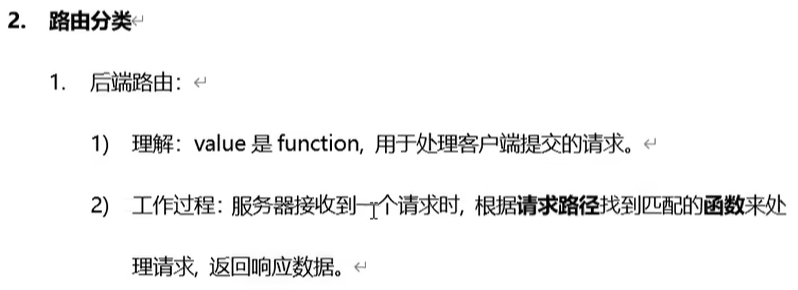 2. 路由分类
1. 后端路由：
1) 理解：value 是 function, 用于处理客户端提交的请求。
2) 工作过程：服务器接收到一个请求时, 根据请求路径找到匹配的函数来处
理请求, 返回响应数据。